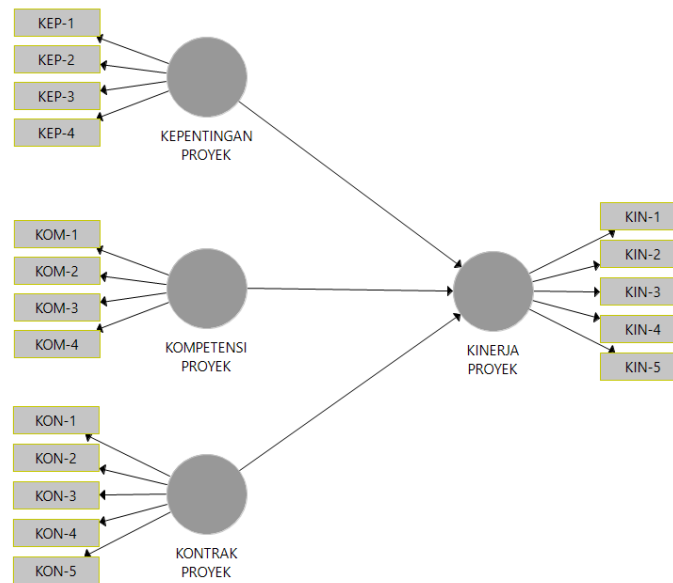 KEP-1
KEP-2
KEP-3
KEP-4
KEPENTINGAN
PROYEK
KOM-1
KOM-2
KOM-3
KOM-4
KOMPETENSI
PROYEK
KON-1
KON-2
KON-3
KON-4
KON-5
KONTRAK
PROYEK
KINERJA
PROYEK
KIN-1
KIN-2
KIN-3
KIN-4
KIN-5